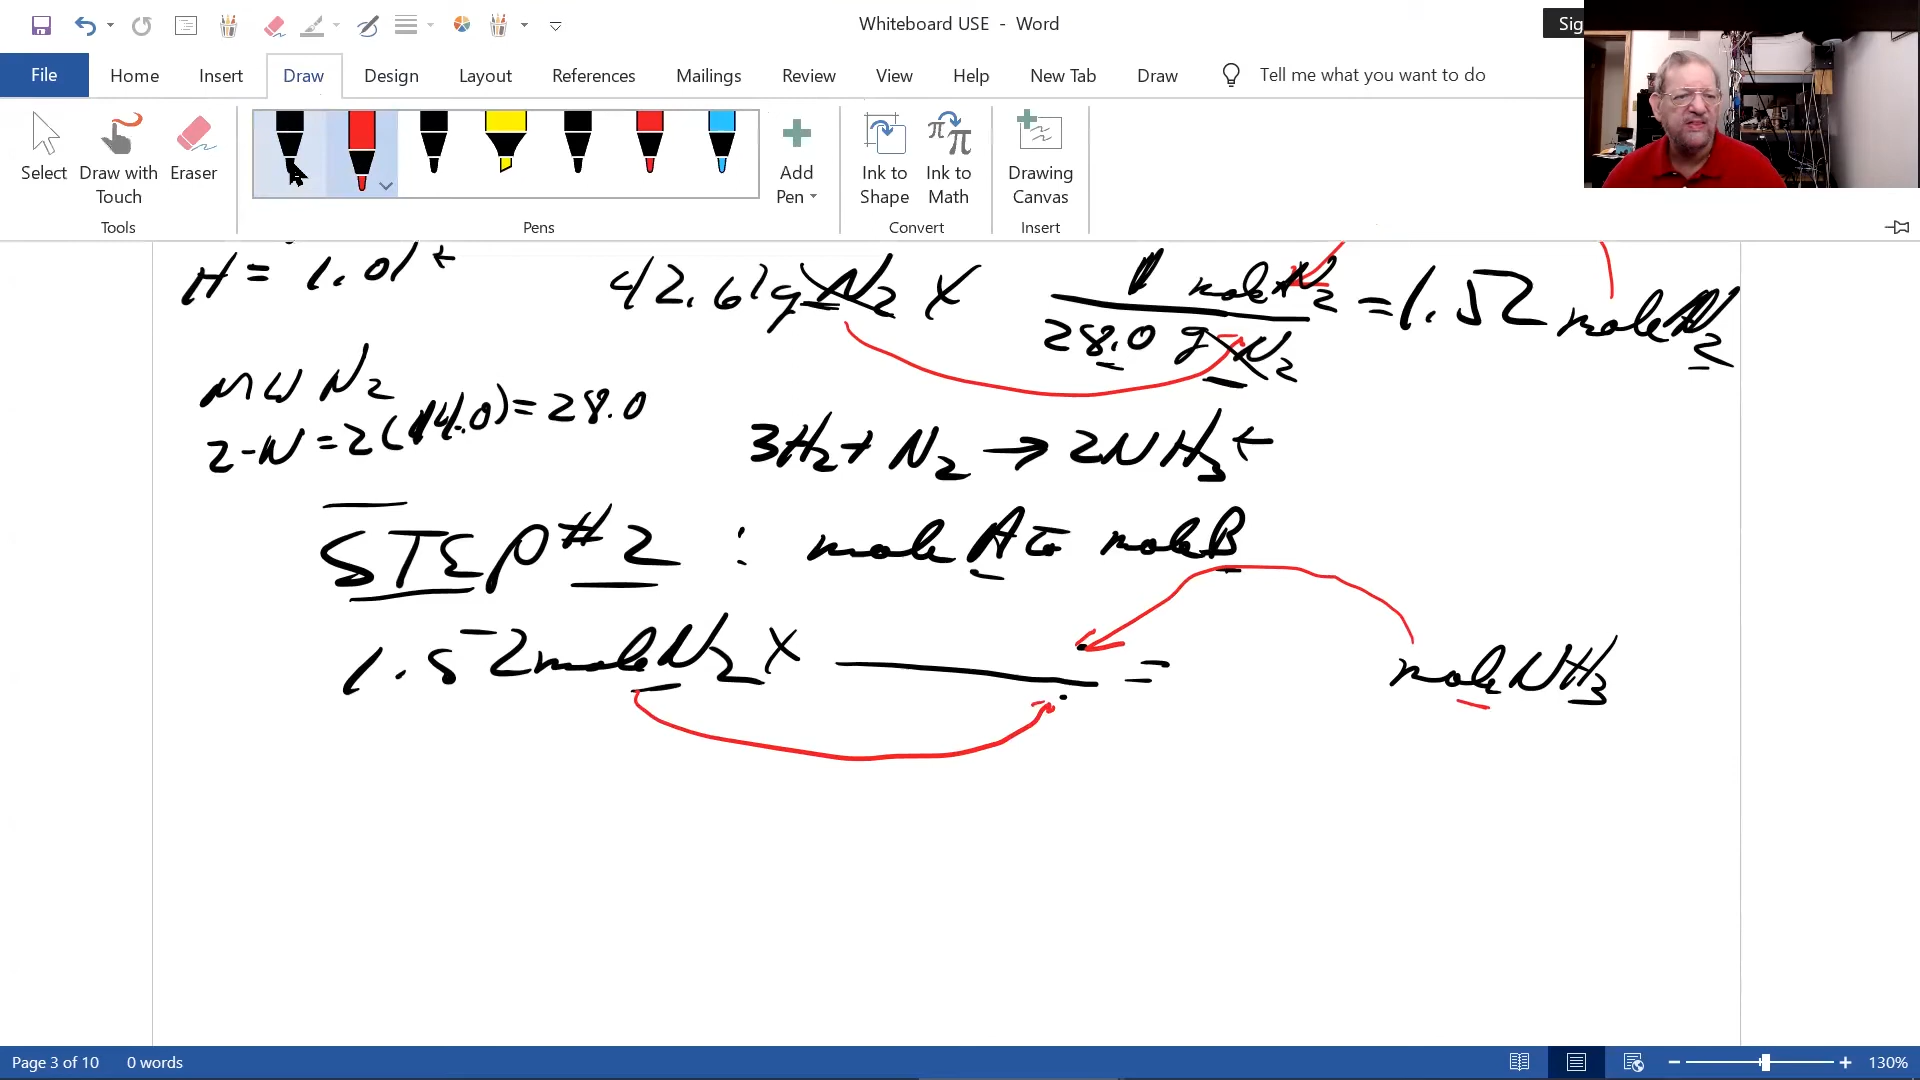 Whiteboard USE - Word
Sig
File Home Insert Draw Design Layout References Mailings Review View Help New Tab Draw Tell me what you want to do
Select Draw with Touch Eraser
Add Pen
Ink to Shape Ink to Math
Drawing Canvas
Tools Pens Convert Insert
H = 1.01 ←
42.61g N2 X 1 mole N2 = 1.52 mole N2
28.0 g N2
MW N2
2-N = 2(14.0) = 28.0
3H2 + N2 → 2NH3 ←
STEP #2 : mole A to mole B
1.52 mole N2 X = mole NH3
Page 3 of 10 0 words
130%